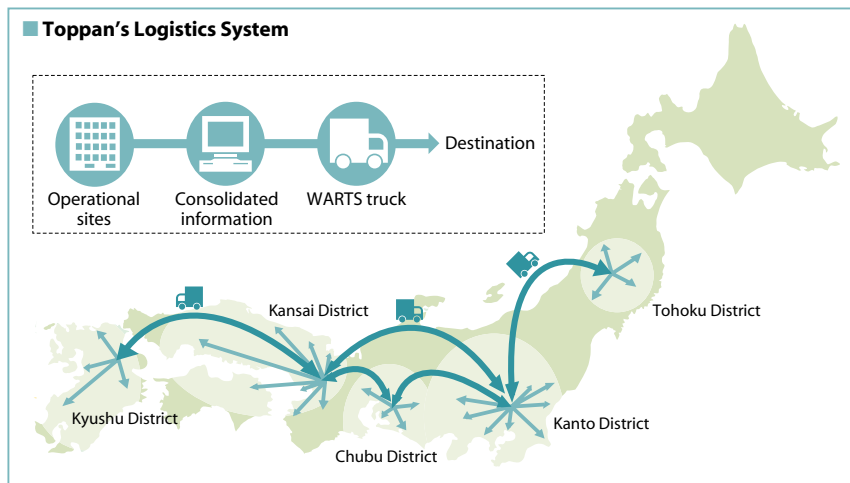 Toppan's Logistics System
Destination
Operational
sites
Consolidated
information
WARTS truck
Kansai District
Tohoku District
Kyushu District
Kanto District
Chubu District